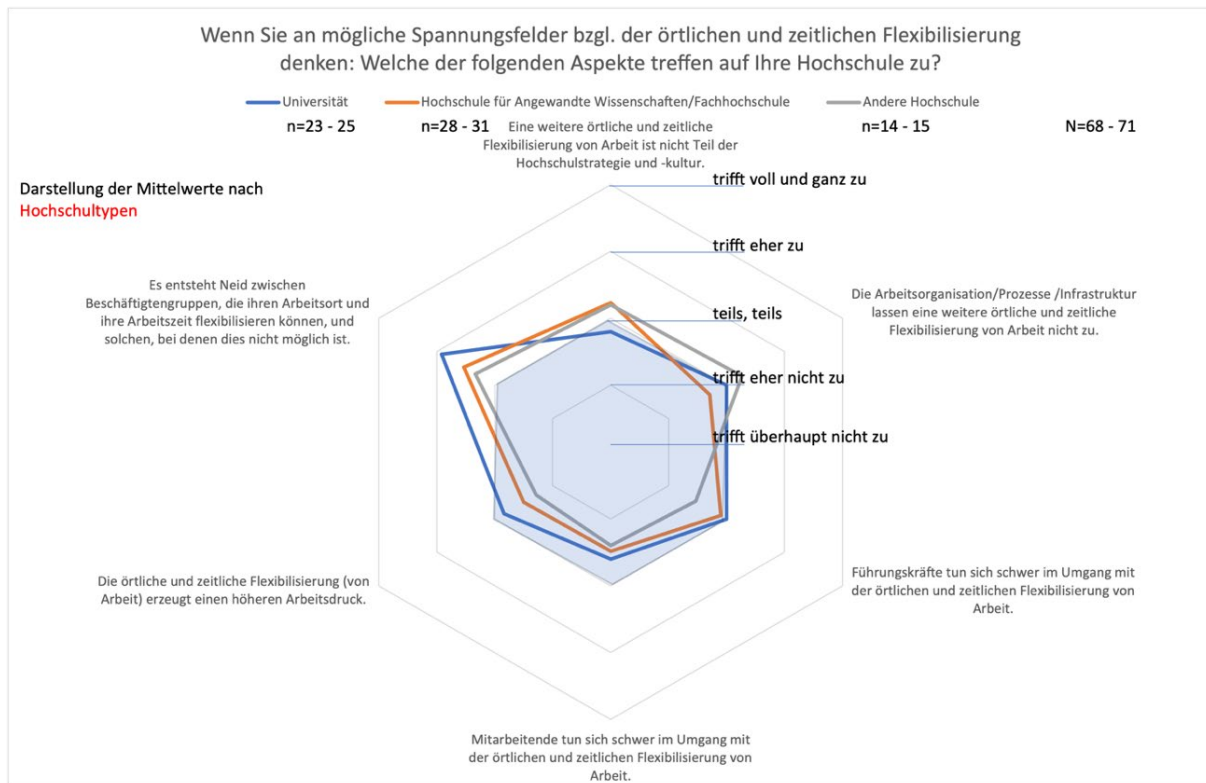 Wenn Sie an mögliche Spannungsfelder bzgl. der örtlichen und zeitlichen Flexibilisierung
denken: Welche der folgenden Aspekte treffen auf Ihre Hochschule zu?
Universität
Hochschule für Angewandte Wissenschaften/Fachhochschule
Andere Hochschule
n=23 - 25
n=28 - 31
n=14 - 15
N=68 - 71
Eine weitere örtliche und zeitliche
Flexibilisierung von Arbeit ist nicht Teil der
Hochschulstrategie und -kultur.
Darstellung der Mittelwerte nach
Hochschultypen
trifft voll und ganz zu
trifft eher zu
teils, teils
trifft eher nicht zu
trifft überhaupt nicht zu
Es entsteht Neid zwischen
Beschäftigtengruppen, die ihren Arbeitsort und
ihre Arbeitszeit flexibilisieren können, und
solchen, bei denen dies nicht möglich ist.
Die Arbeitsorganisation/Prozesse /Infrastruktur
lassen eine weitere örtliche und zeitliche
Flexibilisierung von Arbeit nicht zu.
Die örtliche und zeitliche Flexibilisierung (von
Arbeit) erzeugt einen höheren Arbeitsdruck.
Führungskräfte tun sich schwer im Umgang mit
der örtlichen und zeitlichen Flexibilisierung von
Arbeit.
Mitarbeitende tun sich schwer im Umgang mit
der örtlichen und zeitlichen Flexibilisierung von
Arbeit.